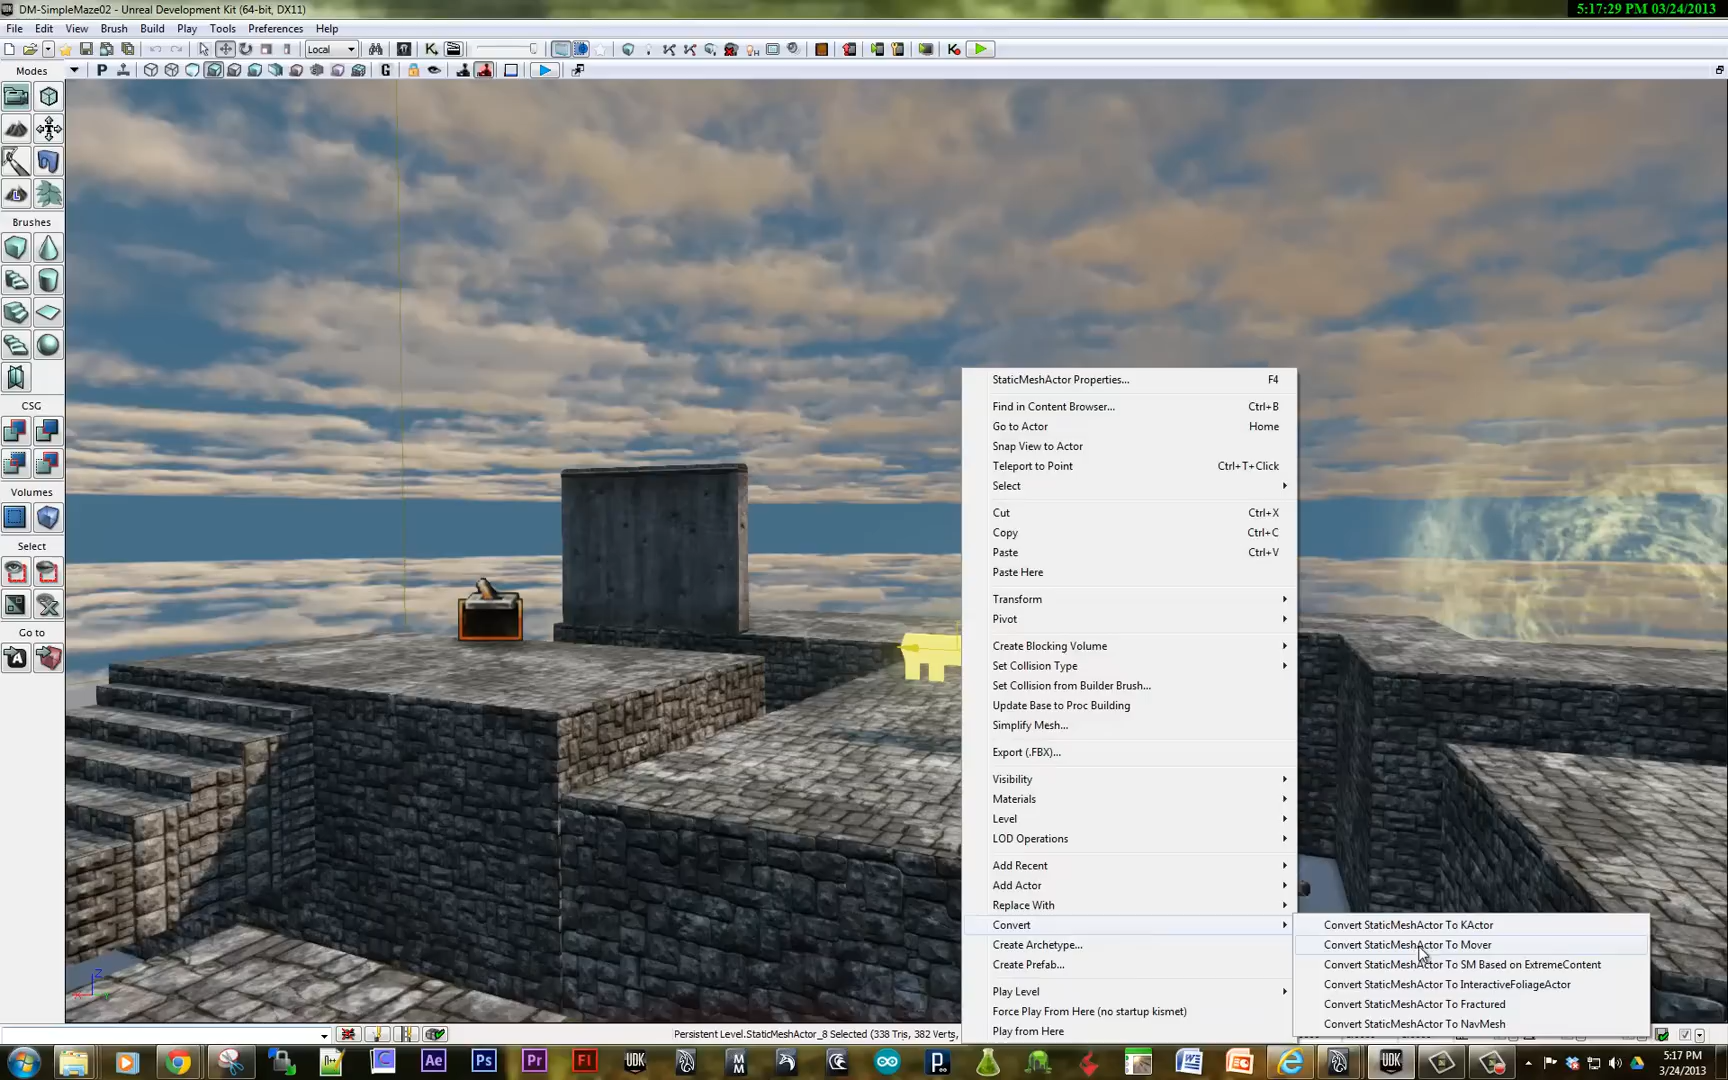 DM-SimpleMaze02 - Unreal Development Kit (64-bit, DX11)
5:17:29 PM 03/24/2013
File Edit View Brush Build Play Tools Preferences Help
Local
Modes
P
G
Brushes
CSG
Volumes
Select
Go to
StaticMeshActor Properties... F4
Find in Content Browser... Ctrl+B
Go to Actor Home
Snap View to Actor
Teleport to Point Ctrl+T+Click
Select
Cut Ctrl+X
Copy Ctrl+C
Paste Ctrl+V
Paste Here
Transform
Pivot
Create Blocking Volume
Set Collision Type
Set Collision from Builder Brush...
Update Base to Proc Building
Simplify Mesh...
Export (.FBX)...
Visibility
Materials
Level
LOD Operations
Add Recent
Add Actor
Replace With
Convert
Create Archetype...
Create Prefab...
Play Level
Force Play From Here (no startup kismet)
Play from Here
Convert StaticMeshActor To KActor
Convert StaticMeshActor To Mover
Convert StaticMeshActor To SM Based on ExtremeContent
Convert StaticMeshActor To InteractiveFoliageActor
Convert StaticMeshActor To Fractured
Convert StaticMeshActor To NavMesh
Z
X
Persistent Level.StaticMeshActor_8 Selected (338 Tris, 382 Verts,
Ae Ps Pr Fl UDK UDK
5:17 PM
3/24/2013